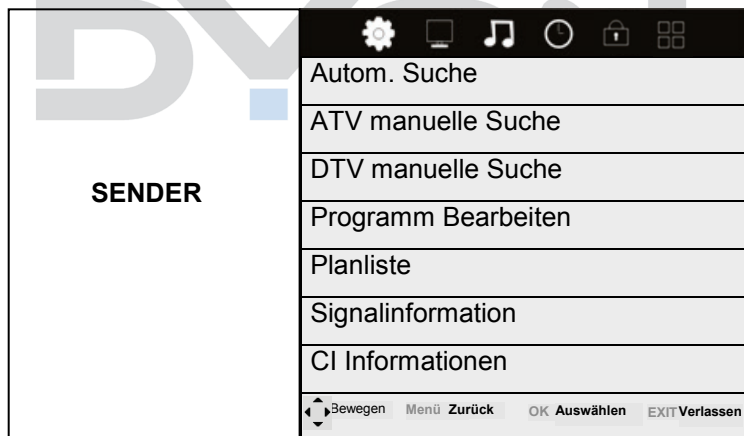 SENDER
Autom. Suche
ATV manuelle Suche
DTV manuelle Suche
Programm Bearbeiten
Planliste
Signalinformation
CI Informationen
Bewegen Menü Zurück OK Auswählen EXIT Verlassen